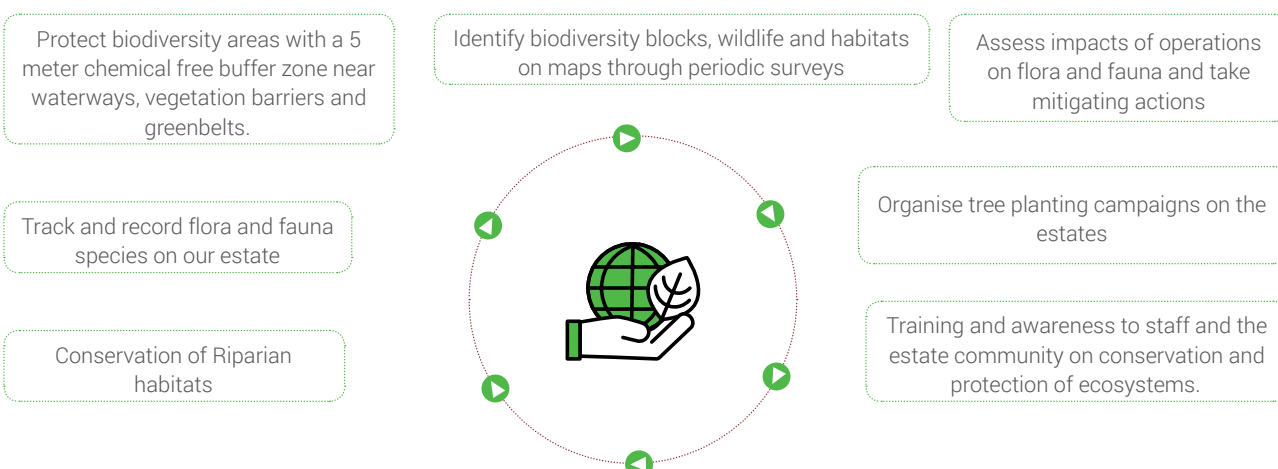 Protect biodiversity areas with a 5
meter chemical free buffer zone near
waterways, vegetation barriers and
greenbelts.
Identify biodiversity blocks, wildlife and habitats
on maps through periodic surveys
Assess impacts of operations
on flora and fauna and take
mitigating actions
Track and record flora and fauna
species on our estate
Organise tree planting campaigns on the
estates
Conservation of Riparian
habitats
Training and awareness to staff and the
estate community on conservation and
protection of ecosystems.